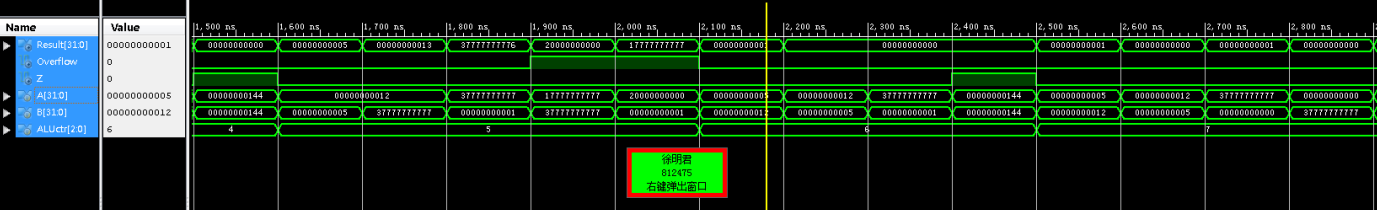 Name Value 1,500 ns 1,600 ns 1,700 ns 1,800 ns 1,900 ns 2,000 ns 2,100 ns 2,200 ns 2,300 ns 2,400 ns 2,500 ns 2,600 ns 2,700 ns 2,800 ns
Result[31:0] 00000000001 00000000000 00000000005 00000000013 37777777776 20000000000 17777777777 00000000001 00000000000 00000000001 00000000000 00000000001 00000000000
Overflow 0
Z 0
A[31:0] 00000000005 00000000144 00000000012 37777777777 17777777777 20000000000 00000000005 00000000012 37777777777 00000000144 00000000005 00000000012 37777777777 00000000000
B[31:0] 00000000012 00000000144 00000000005 37777777777 00000000001 37777777777 00000000001 00000000012 00000000005 00000000001 00000000144 00000000012 00000000005 00000000000 37777777777
ALUctr[2:0] 6 4 5 6 7
徐明君
812475
右鍵弹出窗口